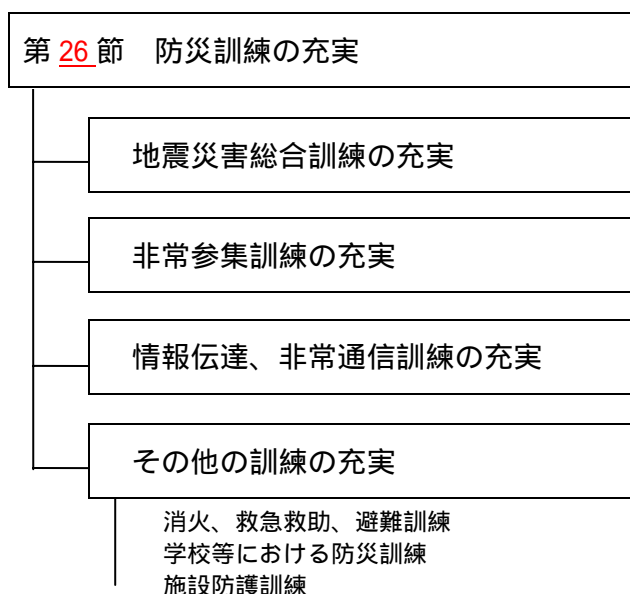 第 26 節　防災訓練の充実
地震災害総合訓練の充実
非常参集訓練の充実
情報伝達、非常通信訓練の充実
その他の訓練の充実
消火、救急救助、避難訓練
学校等における防災訓練
施設防護訓練